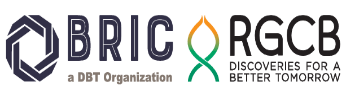 BRIC
a DBT Organization
RGCB
DISCOVERIES FOR A
BETTER TOMORROW